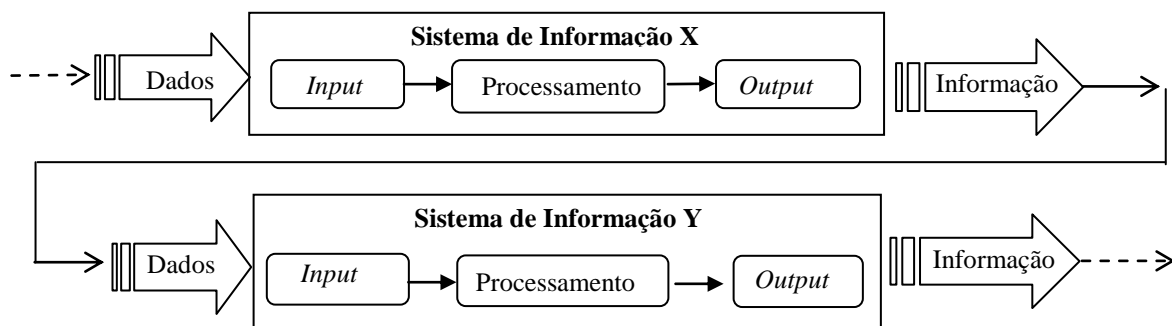 Sistema de Informação X
Dados
Input
Processamento
Output
Informação
Sistema de Informação Y
Dados
Input
Processamento
Output
Informação